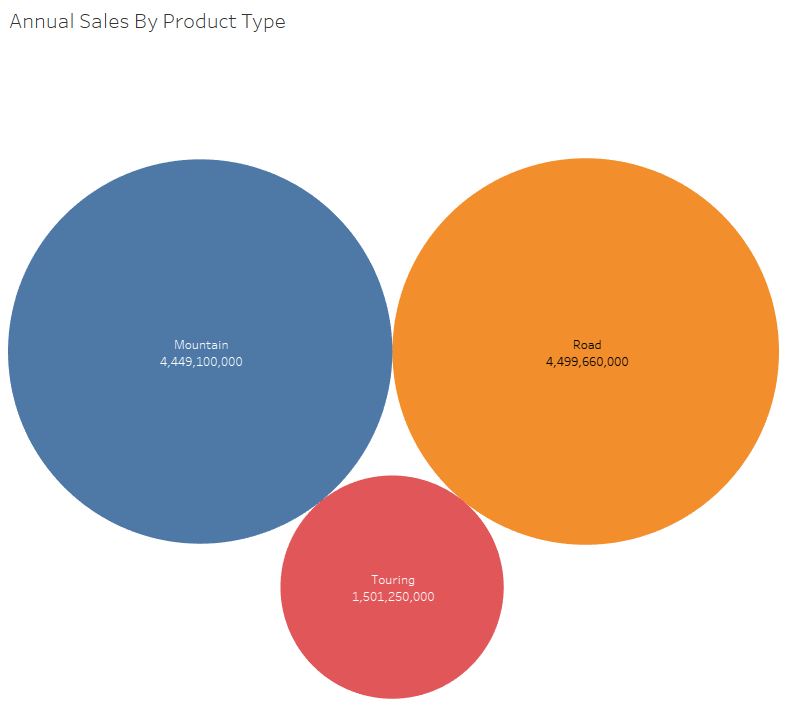 Annual Sales By Product Type
Mountain
4,449,100,000
Road
4,499,660,000
Touring
1,501,250,000